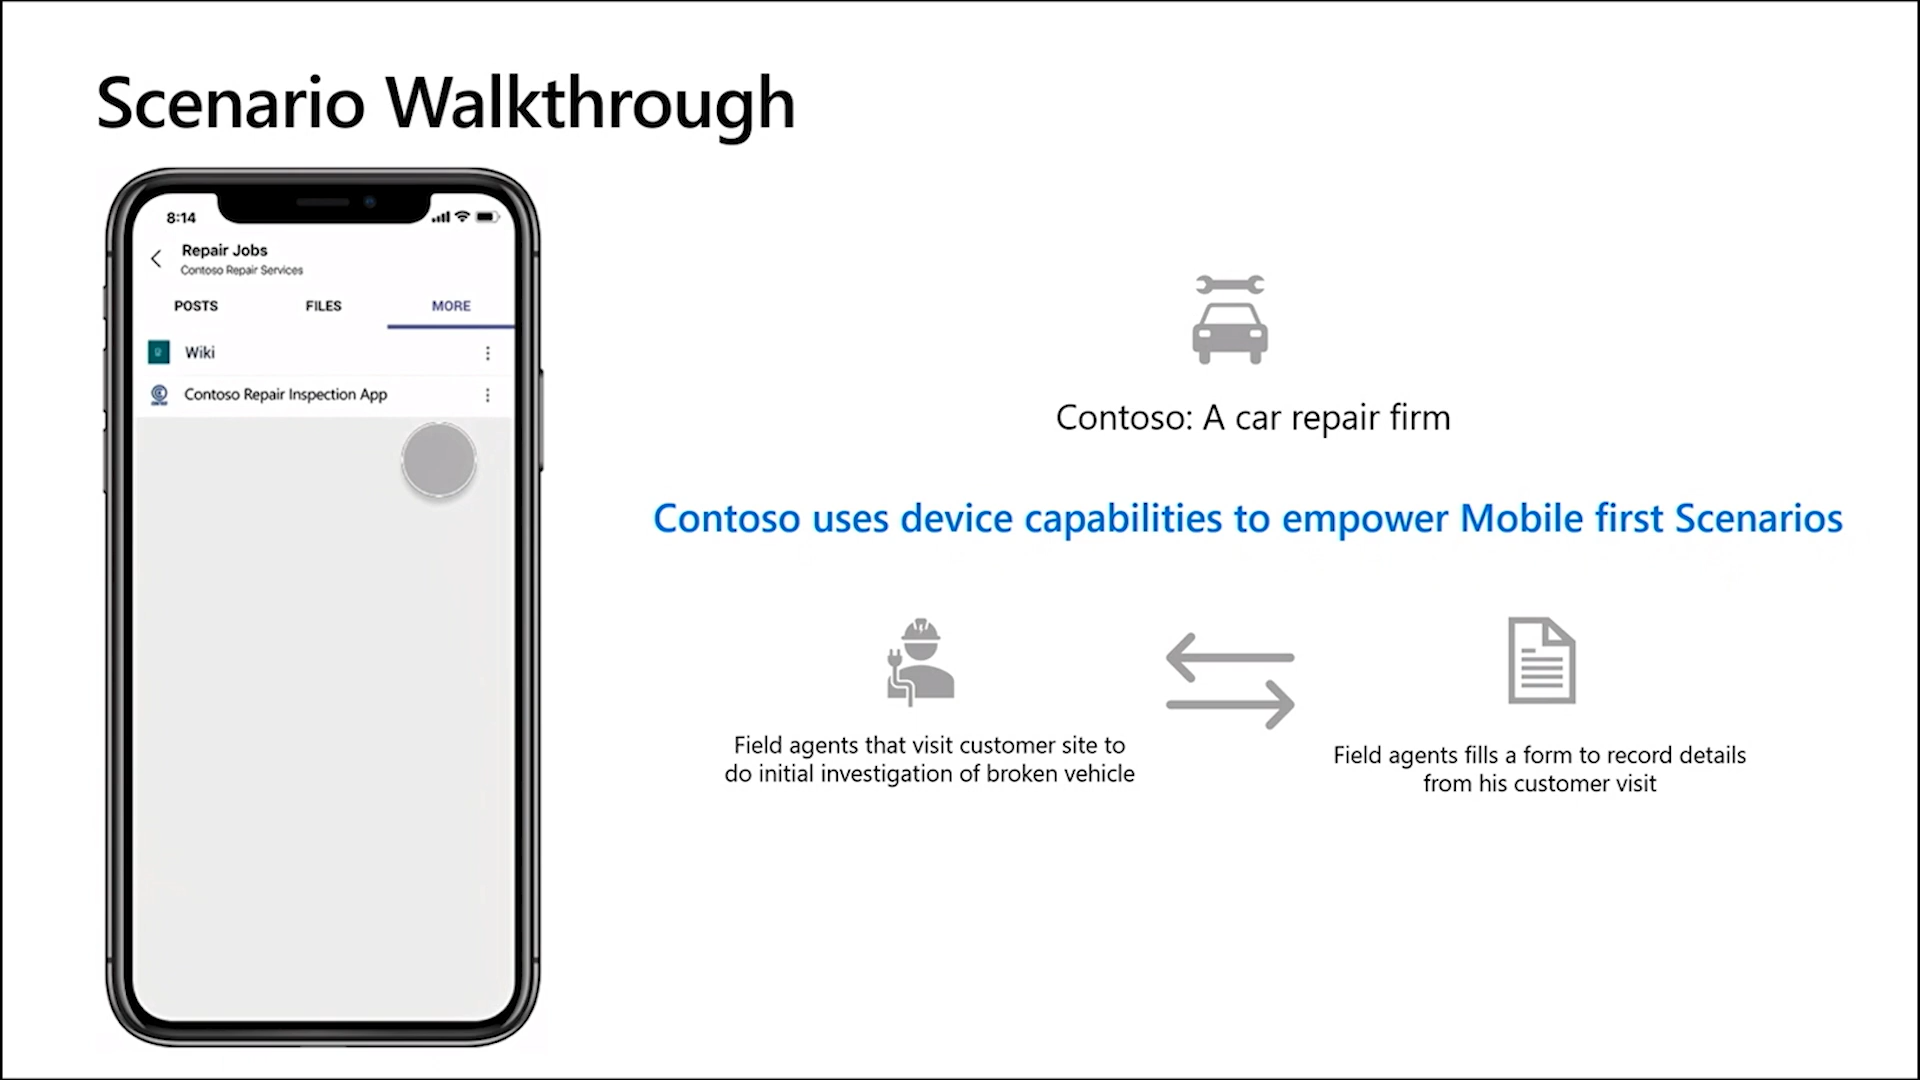 Scenario Walkthrough
8:14
Repair Jobs
Contoso Repair Services
POSTS FILES MORE
Wiki
Contoso Repair Inspection App
Contoso: A car repair firm
Contoso uses device capabilities to empower Mobile first Scenarios
Field agents that visit customer site to
do initial investigation of broken vehicle
Field agents fills a form to record details
from his customer visit